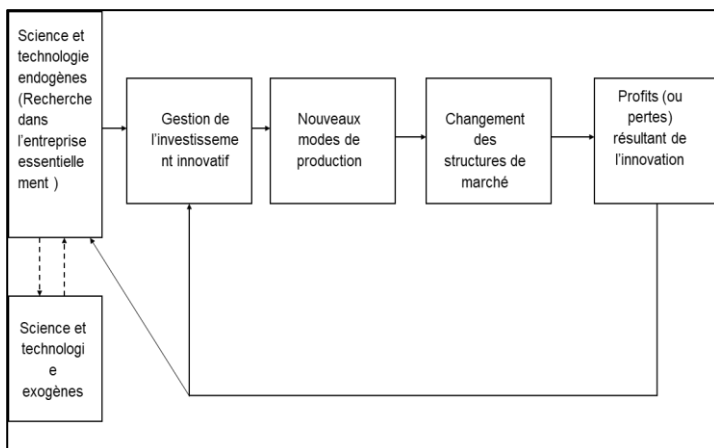 Science et
technologie
endogènes
(Recherche
dans
l'entreprise
essentielle
ment )
Gestion de
l'investisseme
nt innovatif
Nouveaux
modes de
production
Changement
des
structures de
marché
Profits (ou
pertes)
résultant de
l'innovation
Science et
technologi
e
exogènes